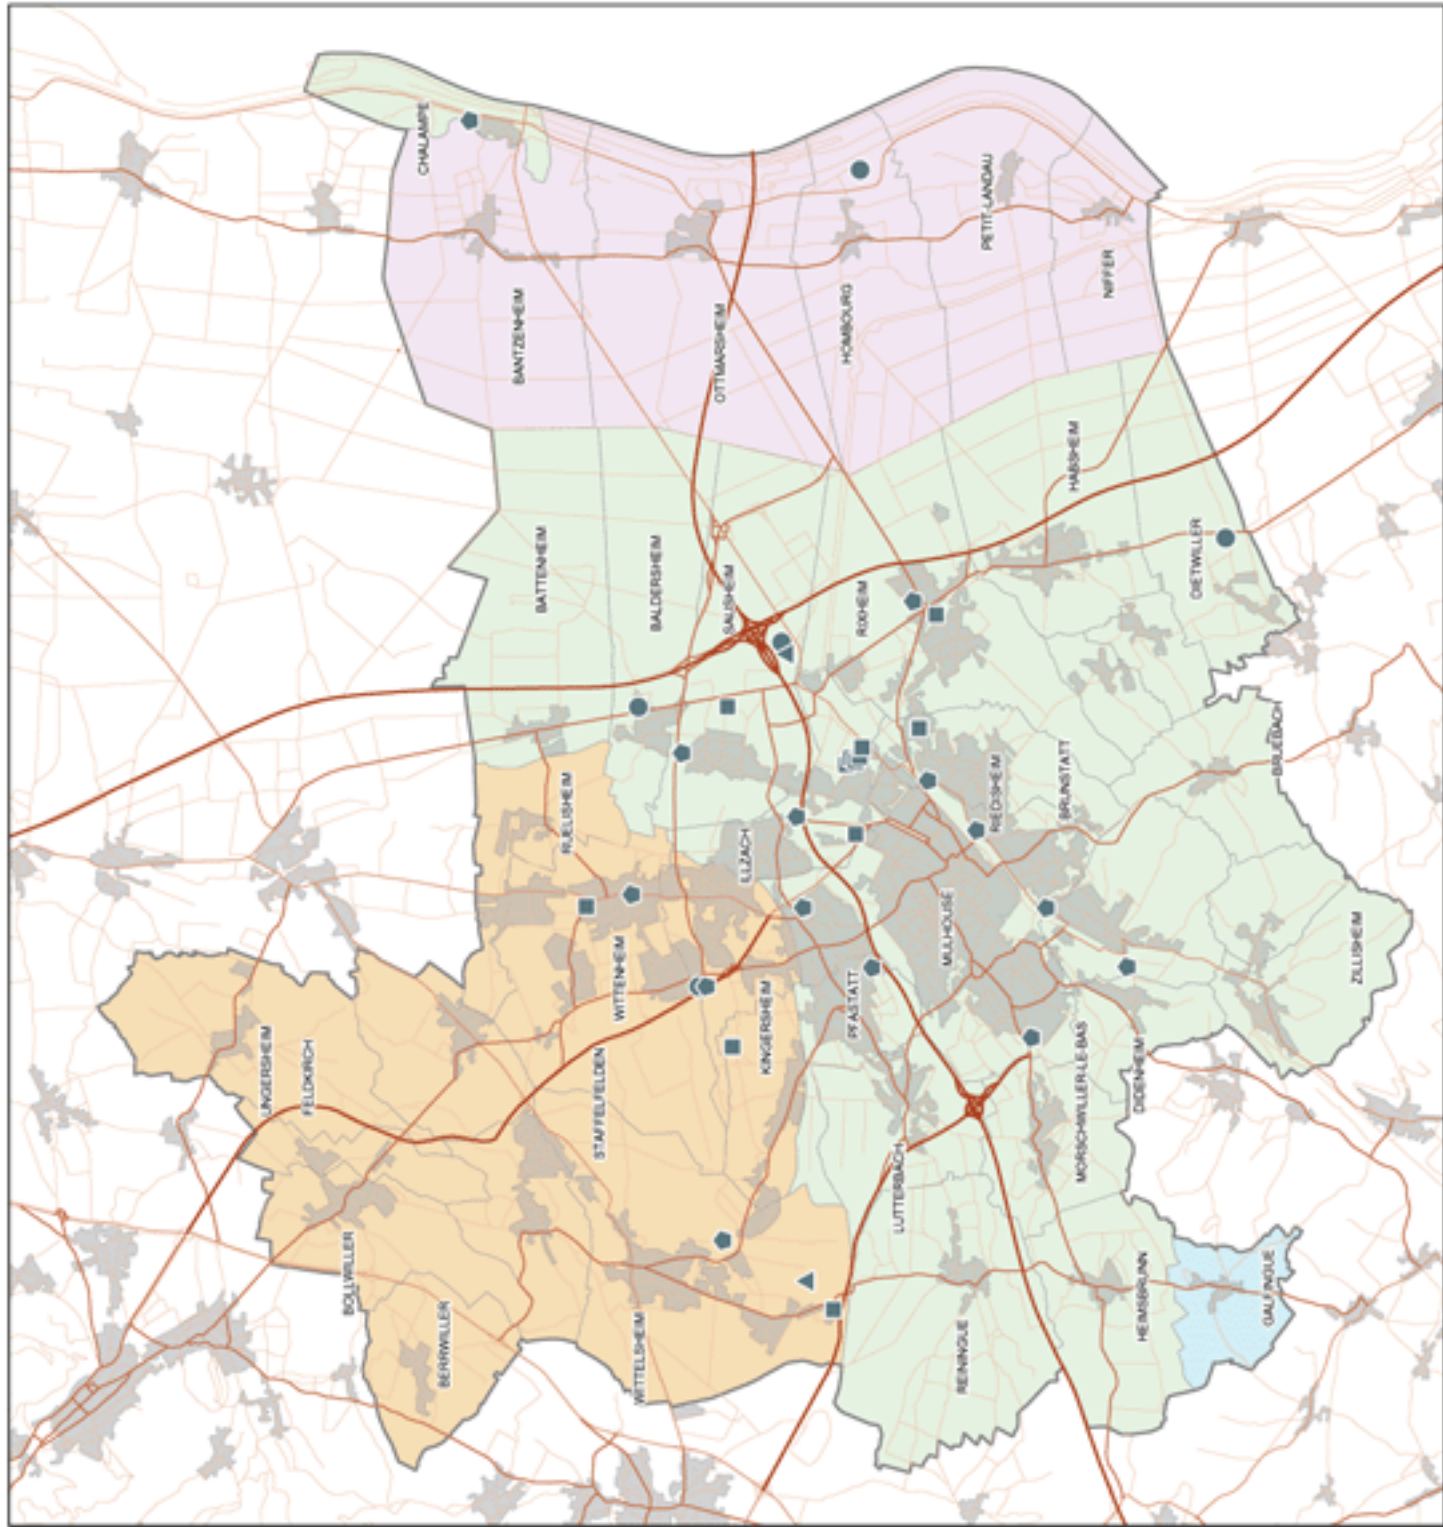 CHALAMPE
BANTZENHEIM
OTTMARSHEIM
HOMBOURG
PETIT-LANDAU
NIFFER
BATTENHEIM
BALDERSHEIM
SAUSHEIM
RIXHEIM
HABSHEIM
DIETWILLER
RUELISHEIM
ILLZACH
RIEDISHEIM
BRUNSTATT
BRUEBACH
WITTENHEIM
KINGERSHEIM
PFASTATT
MULHOUSE
ZILLISHEIM
UNGERSHEIM
FELDKIRCH
STAFFELFELDEN
LUTTERBACH
MORSCHWILLER-LE-BAS
DIDENHEIM
BOLLWILLER
BERRWILLER
WITTELSHEIM
REININGUE
HEIMSBRUNN
GALFINGUE